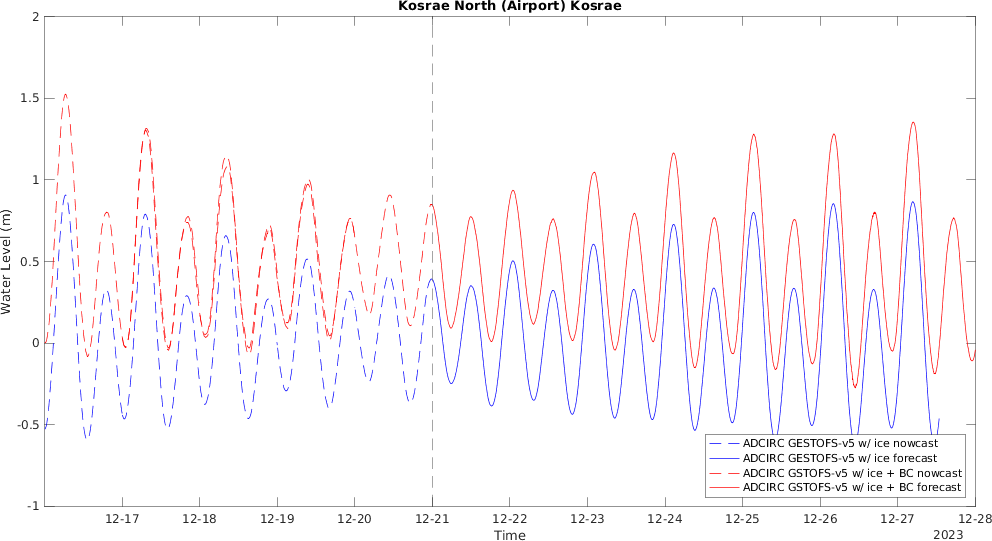 Kosrae North (Airport) Kosrae
Water Level (m)
2
1.5
1
0.5
0
-0.5
-1
ADCIRC GESTOFS-v5 w/ ice nowcast
ADCIRC GESTOFS-v5 w/ ice forecast
ADCIRC GSTOFS-v5 w/ ice + BC nowcast
ADCIRC GSTOFS-v5 w/ ice + BC forecast
12-17 12-18 12-19 12-20 12-21 12-22 12-23 12-24 12-25 12-26 12-27 12-28
Time
2023